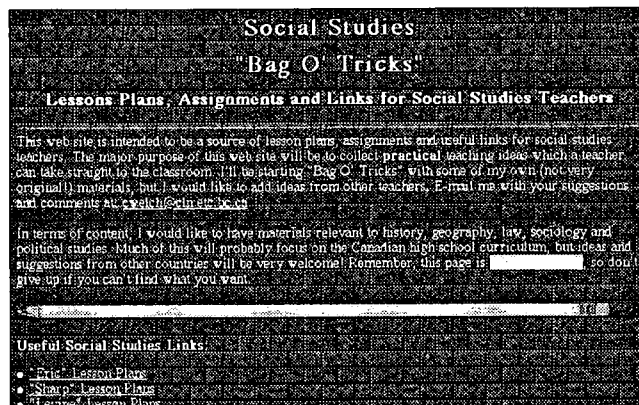 Social Studies
"Bag O' Tricks"
Lessons Plans, Assignments and Links for Social Studies Teachers
This web site is intended to be a source of lesson plans, assignments and useful links for social studies
teachers. The major purpose of this web site will be to collect practical teaching ideas which a teacher
can take straight to the classroom. I'll be starting "Bag O' Tricks" with some of my own (not very
original!) materials, but I would like to add ideas from other teachers. E-mail me with your suggestions
and comments at:
In terms of content, I would like to have materials relevant to history, geography, law, sociology and
political studies. Much of this will probably focus on the Canadian high school curriculum, but ideas and
suggestions from other countries will be very welcome! Remember, this page is so don't
give up if you can't find what you want.
Useful Social Studies Links:
"Eric" Lesson Plans
"Sharp" Lesson Plans
Lesson Plans